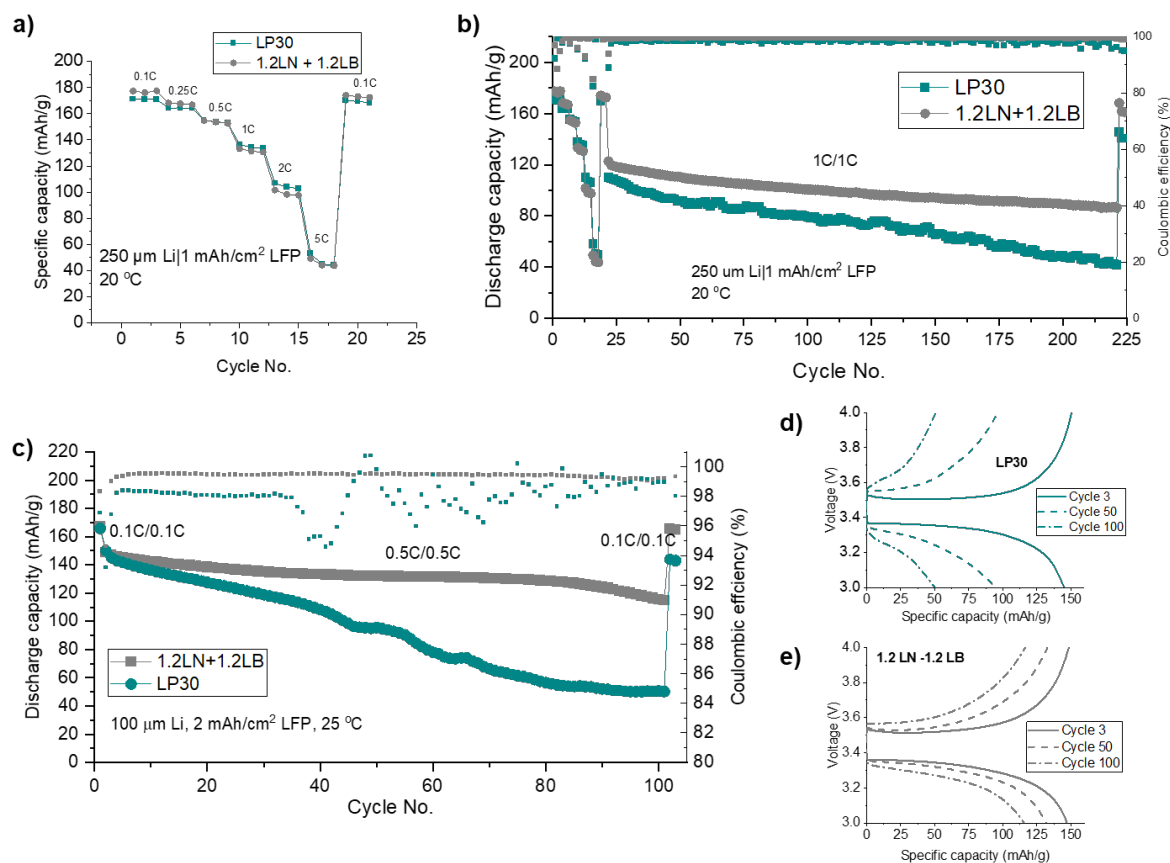 a)
LP30
1.2LN + 1.2LB
200
180
160
140
120
100
80
60
40
20
0
Specific capacity (mAh/g)
0.1C
0.25C
0.5C
1C
2C
5C
0.1C
250 µm Li|1 mAh/cm² LFP
20 °C
0 5 10 15 20 25
Cycle No.
b)
200
160
120
80
40
0
Discharge capacity (mAh/g)
LP30
1.2LN+1.2LB
1C/1C
250 um Li|1 mAh/cm² LFP
20 °C
100
80
60
40
20
0
Coulombic efficiency (%)
0 25 50 75 100 125 150 175 200 225
Cycle No.
c)
220
200
180
160
140
120
100
80
60
40
20
0
Discharge capacity (mAh/g)
0.1C/0.1C
0.5C/0.5C
0.1C/0.1C
1.2LN+1.2LB
LP30
100 µm Li, 2 mAh/cm² LFP, 25 °C
100
98
96
94
92
90
88
86
84
82
80
Coulombic effciency (%)
0 20 40 60 80 100
Cycle No.
d)
4.0
3.8
3.6
3.4
3.2
3.0
Voltage (V)
LP30
Cycle 3
Cycle 50
Cycle 100
0 25 50 75 100 125 150
Specific capacity (mAh/g)
e)
4.0
3.8
3.6
3.4
3.2
3.0
Voltage (V)
1.2 LN -1.2 LB
Cycle 3
Cycle 50
Cycle 100
0 25 50 75 100 125 150
Specific capacity (mAh/g)